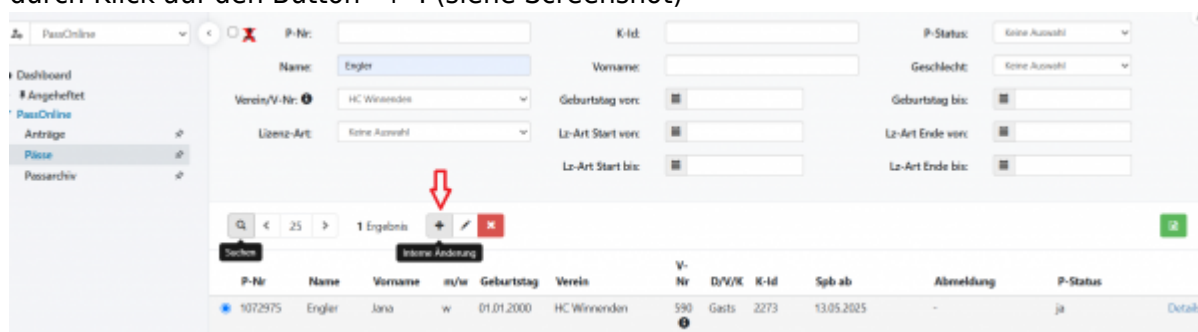 durch Klick auf den Button "+". (siehe Screenshot)
PassOnline
P-Nr:
K-Id:
P-Status:
Keine Auswahl
Dashboard
Name:
Engler
Vorname:
Geschlecht:
Keine Auswahl
Angeheftet
Verein/V-Nr:
HC Winnenden
Geburtstag von:
Geburtstag bis:
PassOnline
Anträge
Lizenz-Art:
Keine Auswahl
Lz-Art Start von:
Lz-Art Ende von:
Pässe
Passarchiv
Lz-Art Start bis:
Lz-Art Ende bis:
25
1 Ergebnis
Suchen
Interne Änderung
P-Nr Name Vorname m/w Geburtstag Verein V-Nr D/V/K K-Id Spb ab Abmeldung P-Status
1072975 Engler Jana w 01.01.2000 HC Winnenden 590 Gasts 2273 13.05.2025 - ja Details